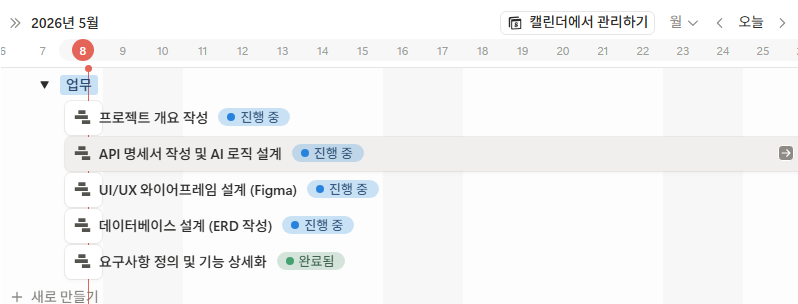 2026년 5월 캘린더에서 관리하기 월 오늘
6 7 8 9 10 11 12 13 14 15 16 17 18 19 20 21 22 23 24 25
업무
프로젝트 개요 작성 진행 중
API 명세서 작성 및 AI 로직 설계 진행 중
UI/UX 와이어프레임 설계 (Figma) 진행 중
데이터베이스 설계 (ERD 작성) 진행 중
요구사항 정의 및 기능 상세화 완료됨
+ 새로 만들기